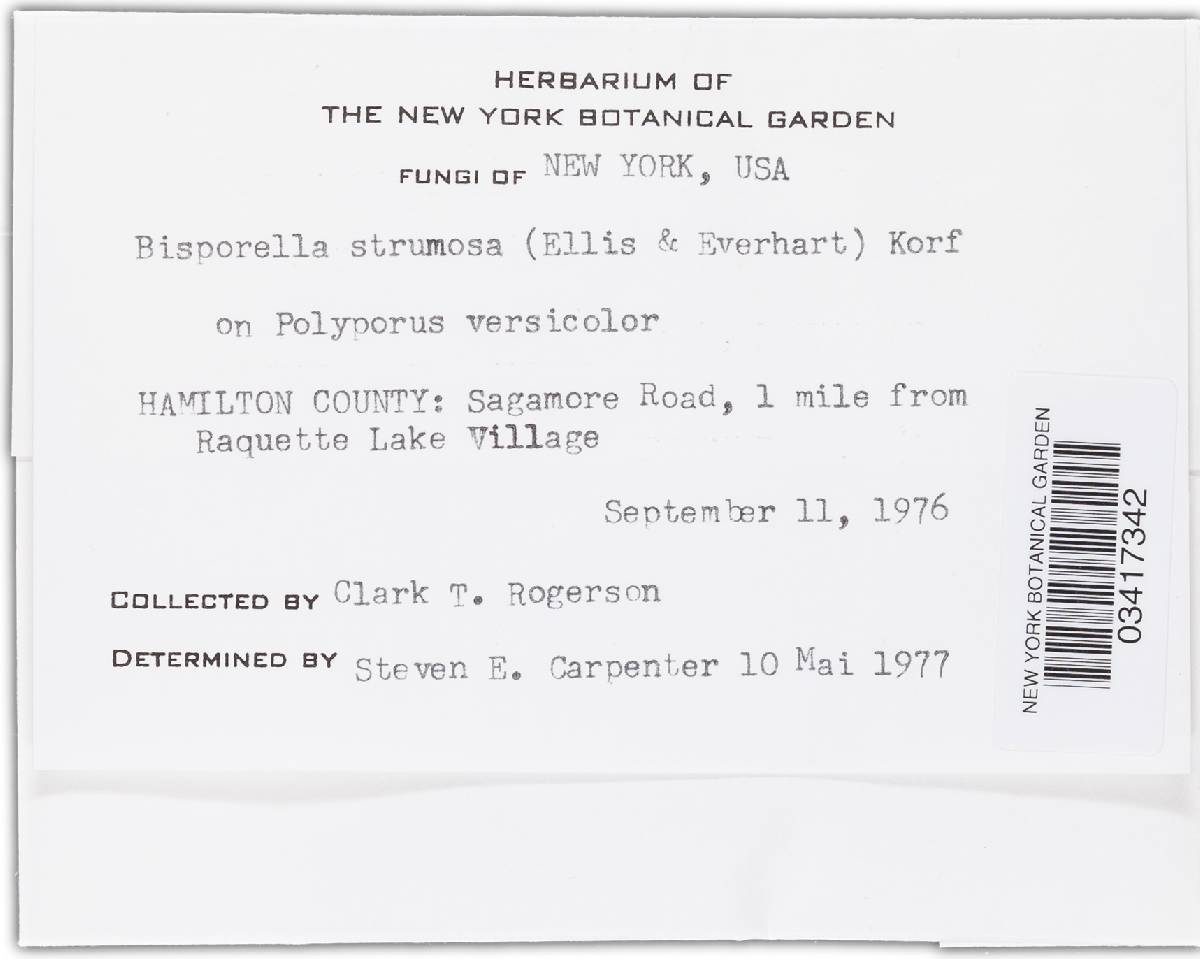 HERBARIUM OF
THE NEW YORK BOTANICAL GARDEN
FUNGI OF NEW YORK, USA
Bisporella strumosa (Ellis & Everhart) Korf
on Polyporus versicolor
HAMILTON COUNTY: Sagamore Road, 1 mile from
Raquette Lake Village
September 11, 1976
COLLECTED BY Clark T. Rogerson
DETERMINED BY Steven E. Carpenter 10 Mai 1977
NEW YORK BOTANICAL GARDEN
03417342